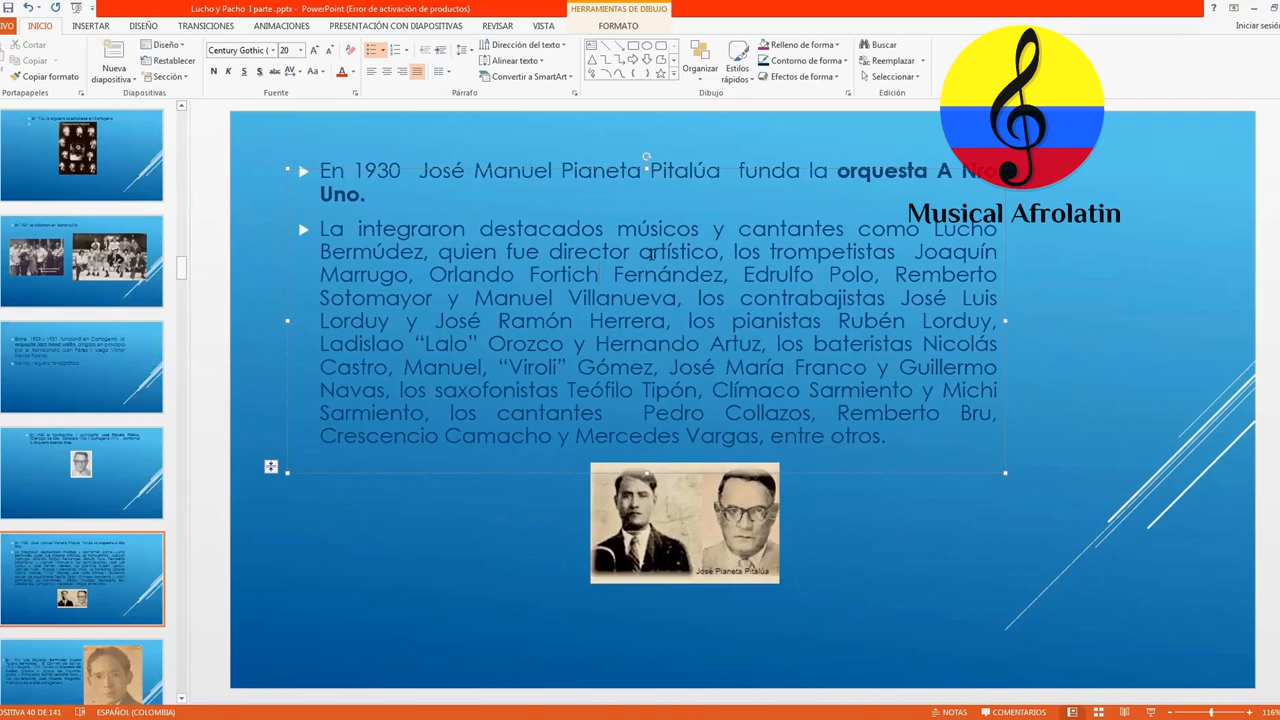 Lucho y Pacho I parte .pptx - PowerPoint (Error de activación de productos)
HERRAMIENTAS DE DIBUJO
INICIO INSERTAR DISEÑO TRANSICIONES ANIMACIONES PRESENTACIÓN CON DIAPOSITIVAS REVISAR VISTA FORMATO
Cortar
Copiar
Copiar formato
Portapapeles
Nueva
diapositiva
Diseño
Restablecer
Sección
Diapositivas
Century Gothic ( 20
N K S S abc AV Aa A
Fuente
Dirección del texto
Alinear texto
Convertir a SmartArt
Párrafo
Organizar
Estilos
rápidos
Relleno de forma
Contorno de forma
Efectos de forma
Dibujo
Buscar
Reemplazar
Seleccionar
Edición
Iniciar sesió
Musical Afrolatin
En 1930 José Manuel Pianeta Pitalúa funda la orquesta A Nro
Uno.
La integraron destacados músicos y cantantes como Lucho
Bermúdez, quien fue director artístico, los trompetistas Joaquín
Marrugo, Orlando Fortich Fernández, Edrulfo Polo, Remberto
Sotomayor y Manuel Villanueva, los contrabajistas José Luis
Lorduy y José Ramón Herrera, los pianistas Rubén Lorduy,
Ladislao “Lalo” Orozco y Hernando Artuz, los bateristas Nicolás
Castro, Manuel, “Viroli” Gómez, José María Franco y Guillermo
Navas, los saxofonistas Teófilo Tipón, Clímaco Sarmiento y Michi
Sarmiento, los cantantes Pedro Collazos, Remberto Bru,
Crescencio Camacho y Mercedes Vargas, entre otros.
José Pianeta Pitalúa
OSITIVA 40 DE 141 ESPAÑOL (COLOMBIA) NOTAS COMENTARIOS 116%